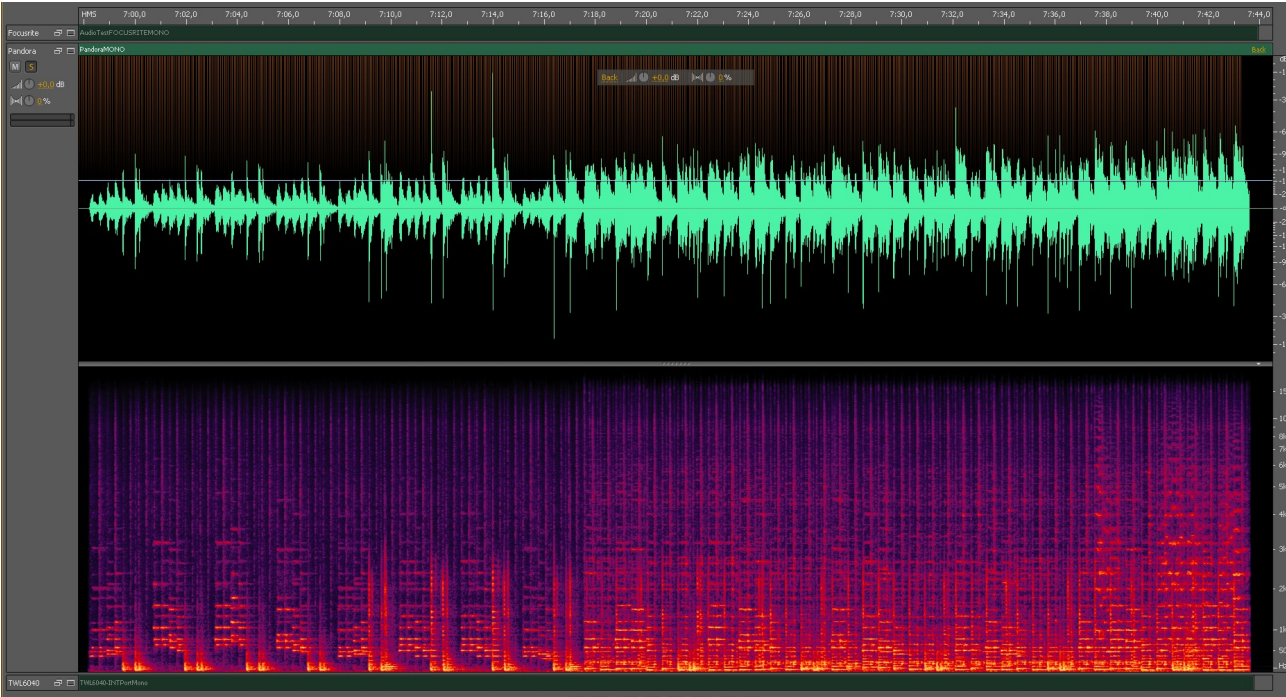 HMS 7:00,0 7:02,0 7:04,0 7:06,0 7:08,0 7:10,0 7:12,0 7:14,0 7:16,0 7:18,0 7:20,0 7:22,0 7:24,0 7:26,0 7:28,0 7:30,0 7:32,0 7:34,0 7:36,0 7:38,0 7:40,0 7:42,0 7:44,0
Focusrite AudioTestFOCUSRITEMONO
Pandora PandoraMONO Back
M S
+0,0 dB
0 %
Back +0,0 dB 0 %
TWL6040 TWL6040-INTPortMono